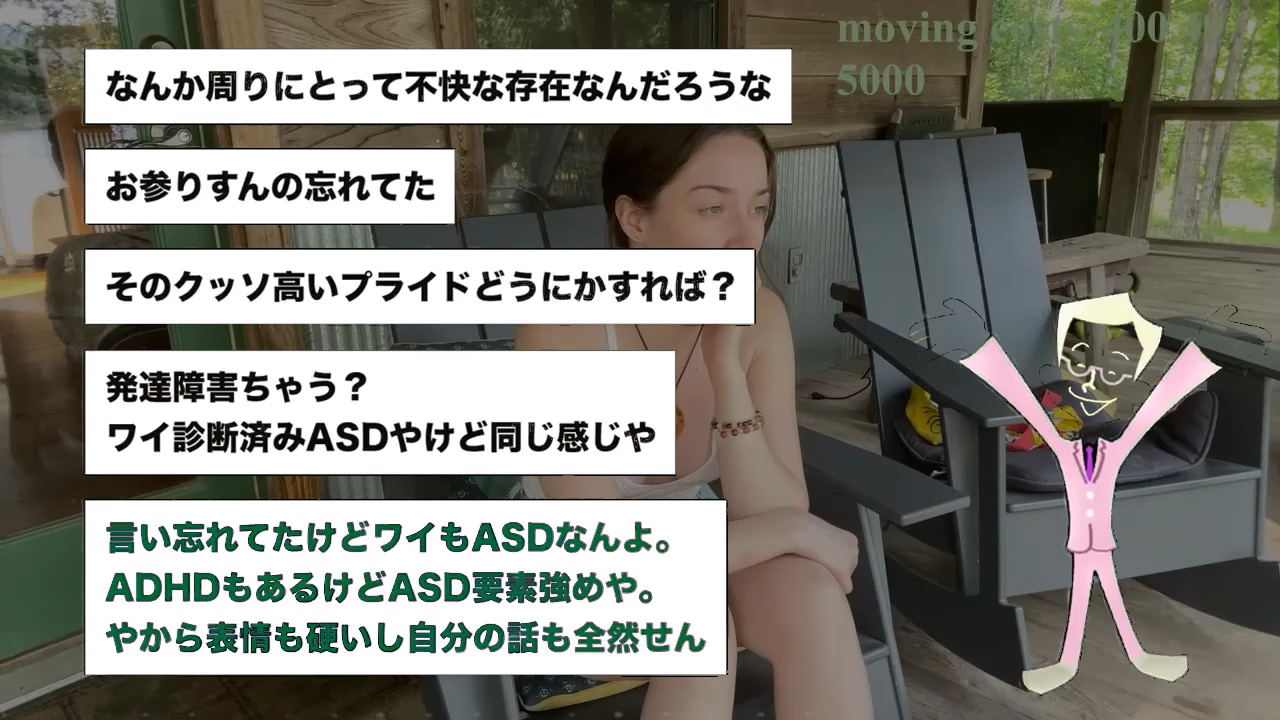 moving
5000
なんか周りにとって不快な存在なんだろうな
お参りすんの忘れてた
そのクッソ高いプライドどうにかすれば？
発達障害ちゃう？
ワイ診断済みASDやけど同じ感じや
言い忘れてたけどワイもASDなんよ。
ADHDもあるけどASD要素強めや。
やから表情も硬いし自分の話も全然せん